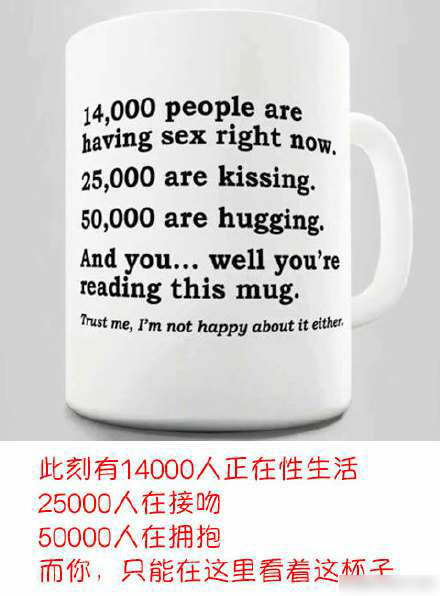 14,000 people are
having sex right now.
25,000 are kissing.
50,000 are hugging.
And you... well you're
reading this mug.
Trust me, I'm not happy about it either.
此刻有14000人正在性生活
25000人在接吻
50000人在拥抱
而你，只能在这里看着这杯子